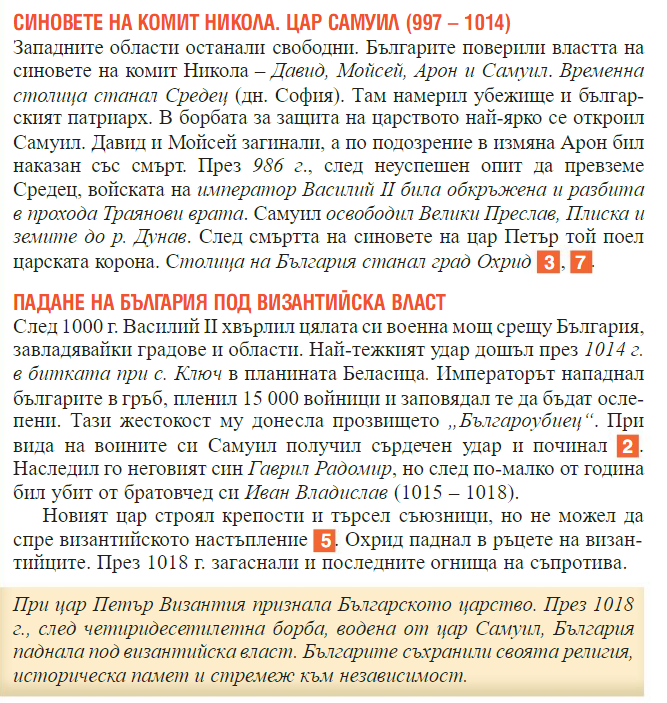 СИНОВЕТЕ НА КОМИТ НИКОЛА. ЦАР САМУИЛ (997 – 1014)
Западните области останали свободни. Българите поверили властта на
синовете на комит Никола – Давид, Мойсей, Арон и Самуил. Временна
столица станал Средец (дн. София). Там намерил убежище и българ-
ският патриарх. В борбата за защита на царството най-ярко се откроил
Самуил. Давид и Мойсей загинали, а по подозрение в измяна Арон бил
наказан със смърт. През 986 г., след неуспешен опит да превземе
Средец, войската на император Василий II била обкръжена и разбита
в прохода Траянови врата. Самуил освободил Велики Преслав, Плиска и
земите до р. Дунав. След смъртта на синовете на цар Петър той поел
царската корона. Столица на България станал град Охрид 3, 7.
ПАДАНЕ НА БЪЛГАРИЯ ПОД ВИЗАНТИЙСКА ВЛАСТ
След 1000 г. Василий II хвърлил цялата си военна мощ срещу България,
завладявайки градове и области. Най-тежкият удар дошъл през 1014 г.
в битката при с. Ключ в планината Беласица. Императорът нападнал
българите в гръб, пленил 15 000 войници и заповядал те да бъдат осле-
пени. Тази жестокост му донесла прозвището „Българоубиец“. При
вида на воините си Самуил получил сърдечен удар и починал 2.
Наследил го неговият син Гаврил Радомир, но след по-малко от година
бил убит от братовчед си Иван Владислав (1015 – 1018).
Новият цар строял крепости и търсел съюзници, но не можел да
спре византийското настъпление 5. Охрид паднал в ръцете на визан-
тийците. През 1018 г. загаснали и последните огнища на съпротива.
При цар Петър Византия признала Българското царство. През 1018
г., след четиридесетилетна борба, водена от цар Самуил, България
паднала под византийска власт. Българите съхранили своята религия,
историческа памет и стремеж към независимост.